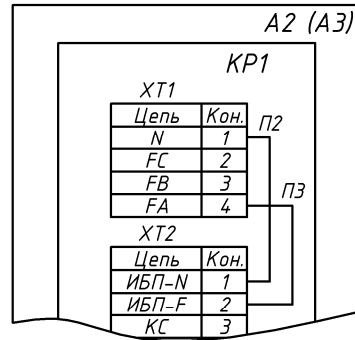 А2 (А3)
КР1
ХТ1
Цепь Кон.
N 1 П2
FC 2
FB 3 П3
FA 4
ХТ2
Цепь Кон.
ИБП-N 1
ИБП-F 2
КС 3